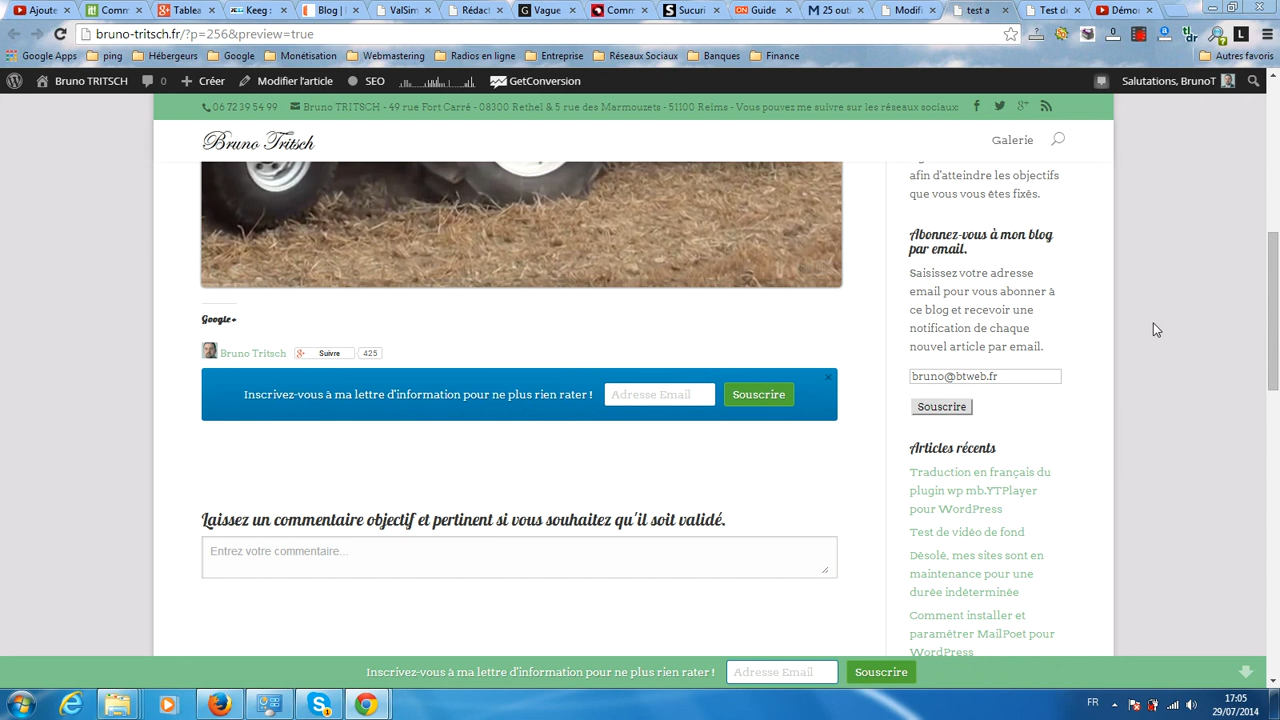 Ajoute
Comm
Tablea
Keeg :
Blog |
ValSim
Rédact
Vague
Comm
Sucuri
Guide
25 out
Modifi
test a
Test de
Démor
bruno-tritsch.fr/?p=256&preview=true
Google Apps
ping
Hébergeurs
Google
Monétisation
Webmastering
Radios en ligne
Entreprise
Réseaux Sociaux
Banques
Finance
Autres favoris
Bruno TRITSCH
0
Créer
Modifier l'article
SEO
GetConversion
Salutations, BrunoT
06 72 39 54 99
Bruno TRITSCH - 49 rue Fort Carré - 08300 Rethel & 5 rue des Marmouzets - 51100 Reims - Vous pouvez me suivre sur les réseaux sociaux:
Bruno Tritsch
Galerie
afin d'atteindre les objectifs
que vous vous êtes fixés.
Abonnez-vous à mon blog
par email.
Saisissez votre adresse
email pour vous abonner à
ce blog et recevoir une
notification de chaque
nouvel article par email.
bruno@btweb.fr
Souscrire
Google+
Bruno Tritsch
Suivre
425
Inscrivez-vous à ma lettre d'information pour ne plus rien rater !
Adresse Email
Souscrire
Articles récents
Traduction en français du
plugin wp mb.YTPlayer
pour WordPress
Test de vidéo de fond
Désolé, mes sites sont en
maintenance pour une
durée indéterminée
Comment installer et
paramétrer MailPoet pour
WordPress
Laissez un commentaire objectif et pertinent si vous souhaitez qu'il soit validé.
Entrez votre commentaire...
Inscrivez-vous à ma lettre d'information pour ne plus rien rater !
Adresse Email
Souscrire
FR
17:05
29/07/2014